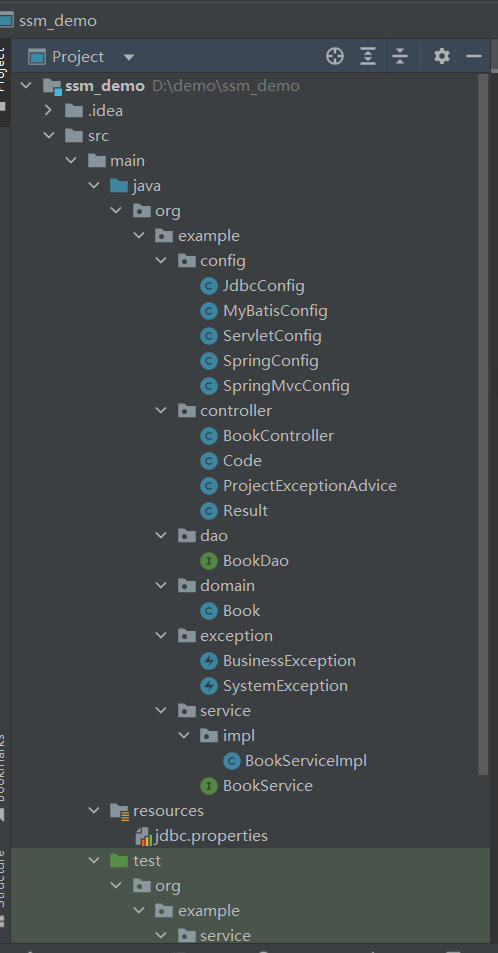 ssm_demo
Project
Project
ssm_demo D:\demo\ssm_demo
.idea
src
main
java
org
example
config
JdbcConfig
MyBatisConfig
ServletConfig
SpringConfig
SpringMvcConfig
controller
BookController
Code
ProjectExceptionAdvice
Result
dao
BookDao
domain
Book
exception
BusinessException
SystemException
service
impl
BookServiceImpl
BookService
resources
jdbc.properties
test
org
example
service
Bookmarks
Structure